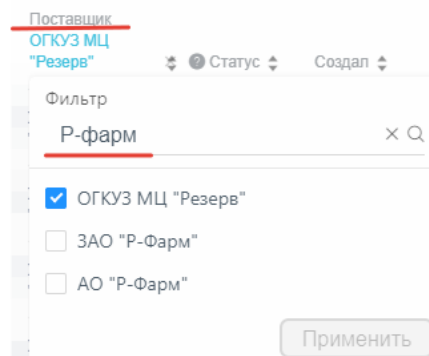 Поставщик
ОГКУЗ МЦ
"Резерв" Статус Создал
Фильтр
Р-фарм
ОГКУЗ МЦ "Резерв"
ЗАО "Р-Фарм"
АО "Р-Фарм"
Применить